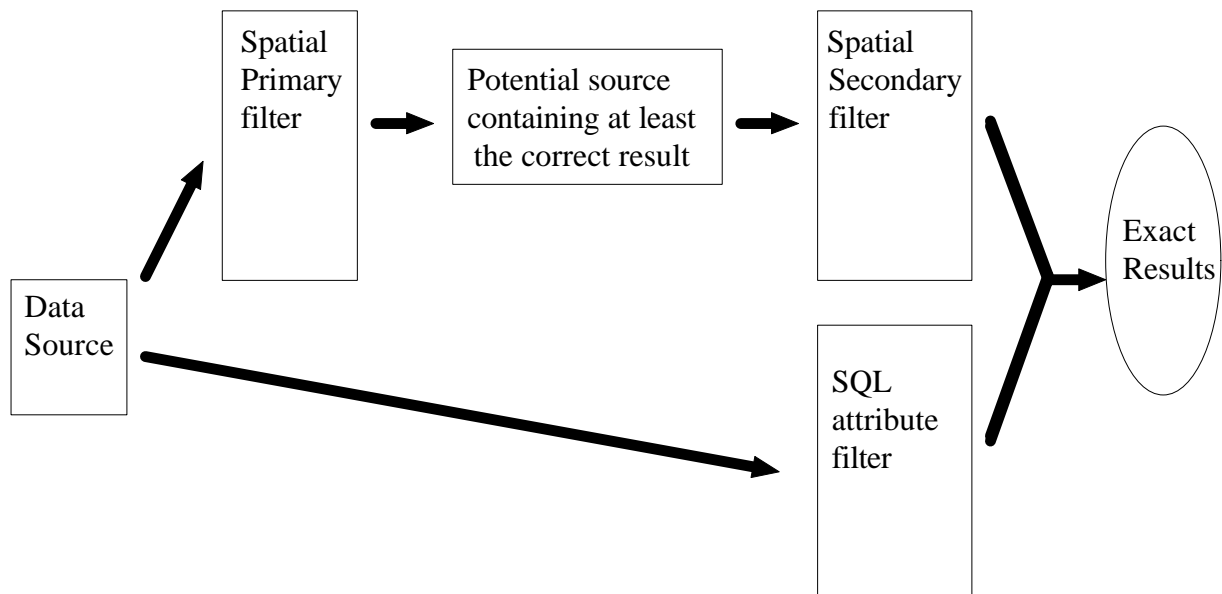 Spatial
Primary
filter
Potential source
containing at least
the correct result
Spatial
Secondary
filter
Exact
Results
Data
Source
SQL
attribute
filter